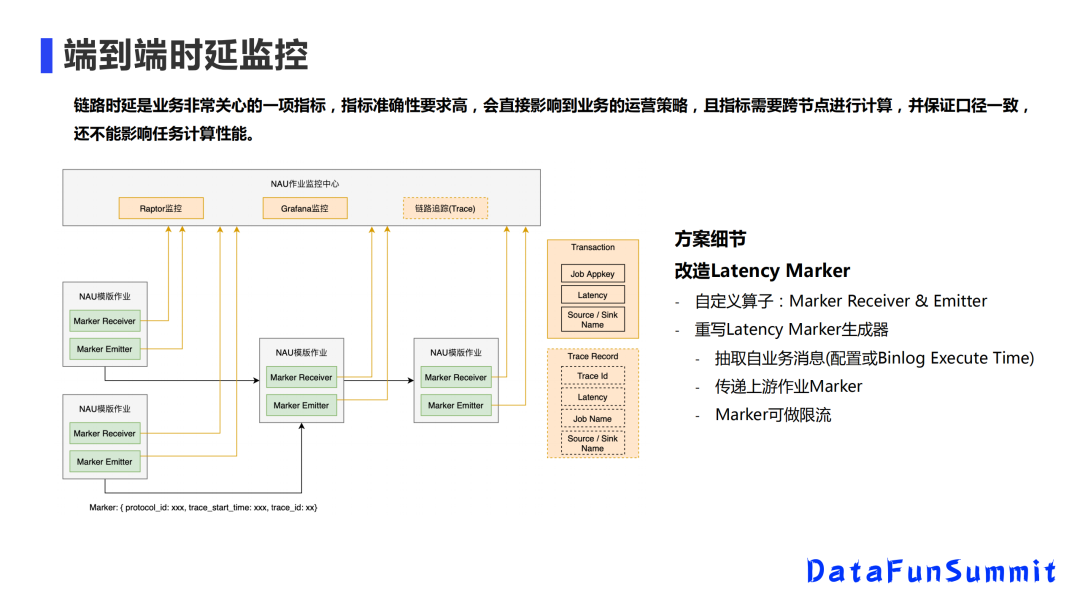 端到端时延监控
链路时延是业务非常关心的一项指标，指标准确性要求高，会直接影响到业务的运营策略，且指标需要跨节点进行计算，并保证口径一致，
还不能影响任务计算性能。
NAU作业监控中心
Raptor监控
Grafana监控
链路追踪(Trace)
NAU模版作业
Marker Receiver
Marker Emitter
NAU模版作业
Marker Receiver
Marker Emitter
NAU模版作业
Marker Receiver
Marker Emitter
NAU模版作业
Marker Receiver
Marker Emitter
Marker: { protocol_id: xxx, trace_start_time: xxx, trace_id: xx}
Transaction
Job Appkey
Latency
Source / Sink
Name
Trace Record
Trace Id
Latency
Job Name
Source / Sink
Name
方案细节
改造Latency Marker
- 自定义算子：Marker Receiver & Emitter
- 重写Latency Marker生成器
- 抽取自业务消息(配置或Binlog Execute Time)
- 传递上游作业Marker
- Marker可做限流
DataFunSummit